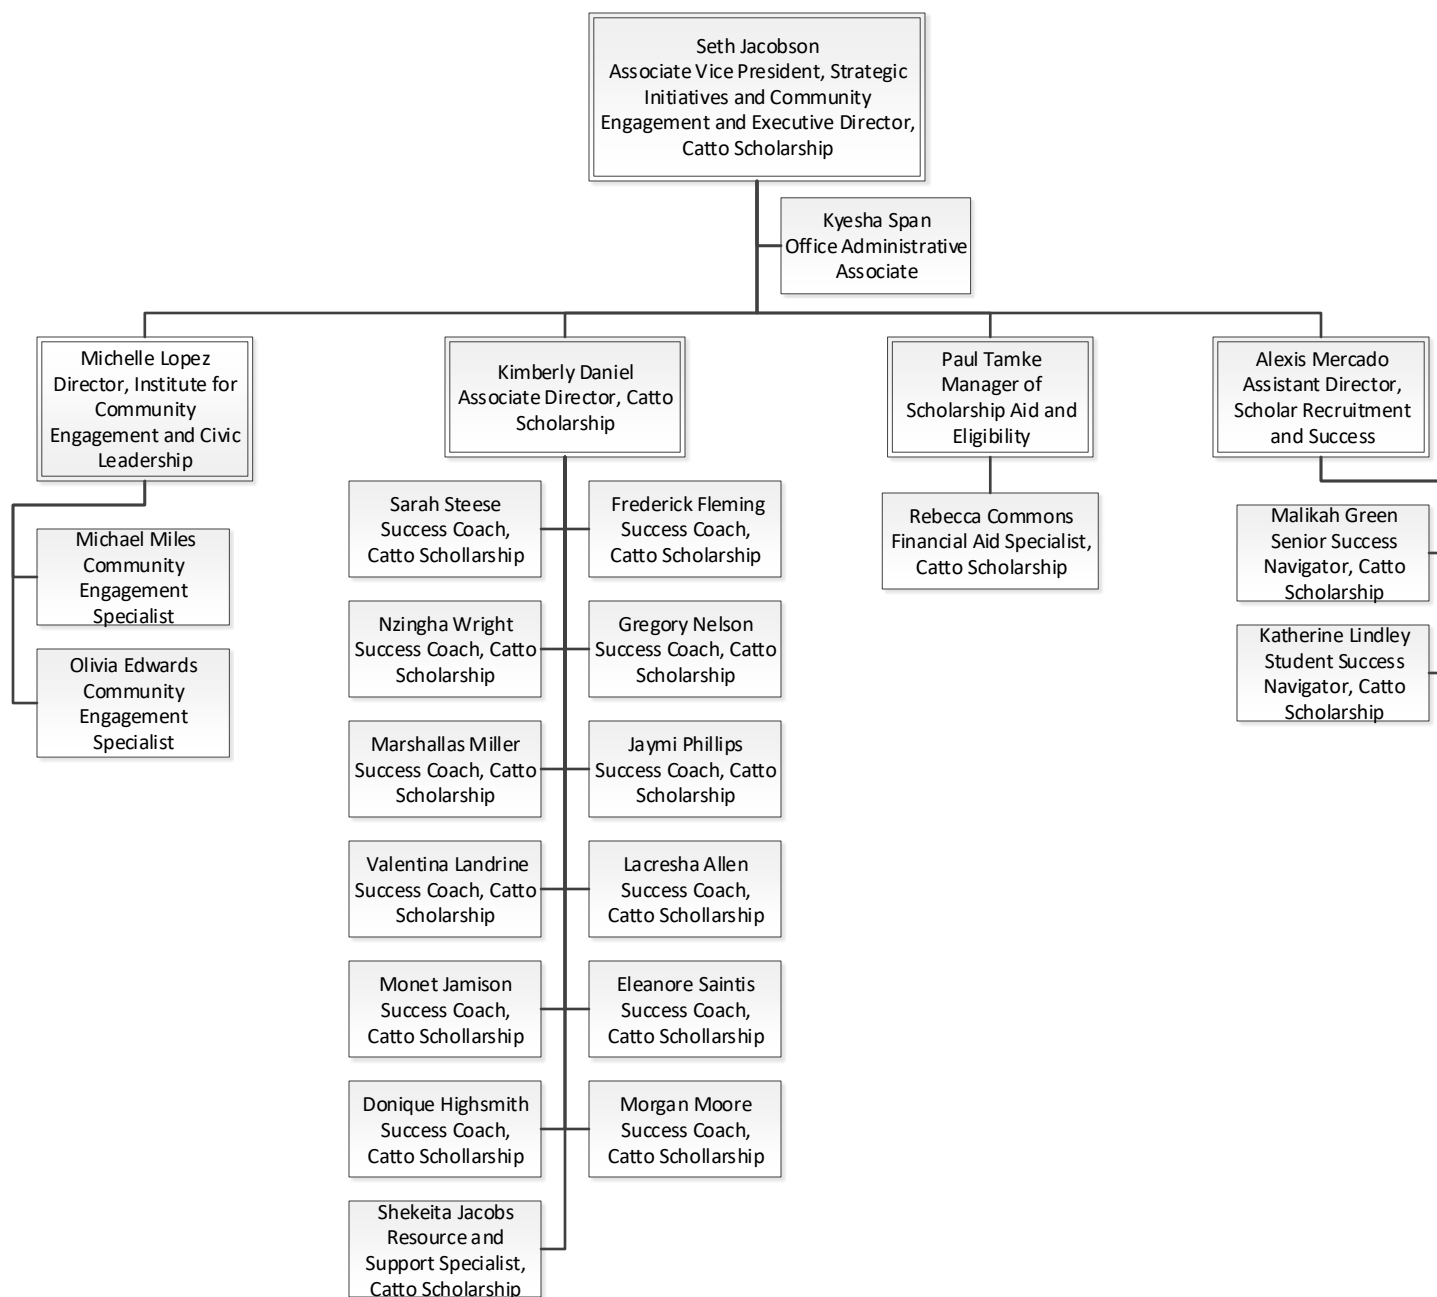 Seth Jacobson
Associate Vice President, Strategic
Initiatives and Community
Engagement and Executive Director,
Catto Scholarship
Kyesha Span
Office Administrative
Associate
Michelle Lopez
Director, Institute for
Community
Engagement and Civic
Leadership
Kimberly Daniel
Associate Director, Catto
Scholarship
Paul Tamke
Manager of
Scholarship Aid and
Eligibility
Alexis Mercado
Assistant Director,
Scholar Recruitment
and Success
Michael Miles
Community
Engagement
Specialist
Olivia Edwards
Community
Engagement
Specialist
Sarah Steese
Success Coach,
Catto Schollarship
Frederick Fleming
Success Coach,
Catto Scholarship
Nzingha Wright
Success Coach, Catto
Scholarship
Gregory Nelson
Success Coach, Catto
Scholarship
Marshallas Miller
Success Coach, Catto
Scholarship
Jaymi Phillips
Success Coach, Catto
Scholarship
Valentina Landrine
Success Coach, Catto
Scholarship
Lacresha Allen
Success Coach,
Catto Schollarship
Monet Jamison
Success Coach,
Catto Schollarship
Eleanore Saintis
Success Coach,
Catto Schollarship
Donique Highsmith
Success Coach,
Catto Schollarship
Morgan Moore
Success Coach,
Catto Schollarship
Shekeita Jacobs
Resource and
Support Specialist,
Catto Scholarship
Rebecca Commons
Financial Aid Specialist,
Catto Scholarship
Malikah Green
Senior Success
Navigator, Catto
Scholarship
Katherine Lindley
Student Success
Navigator, Catto
Scholarship